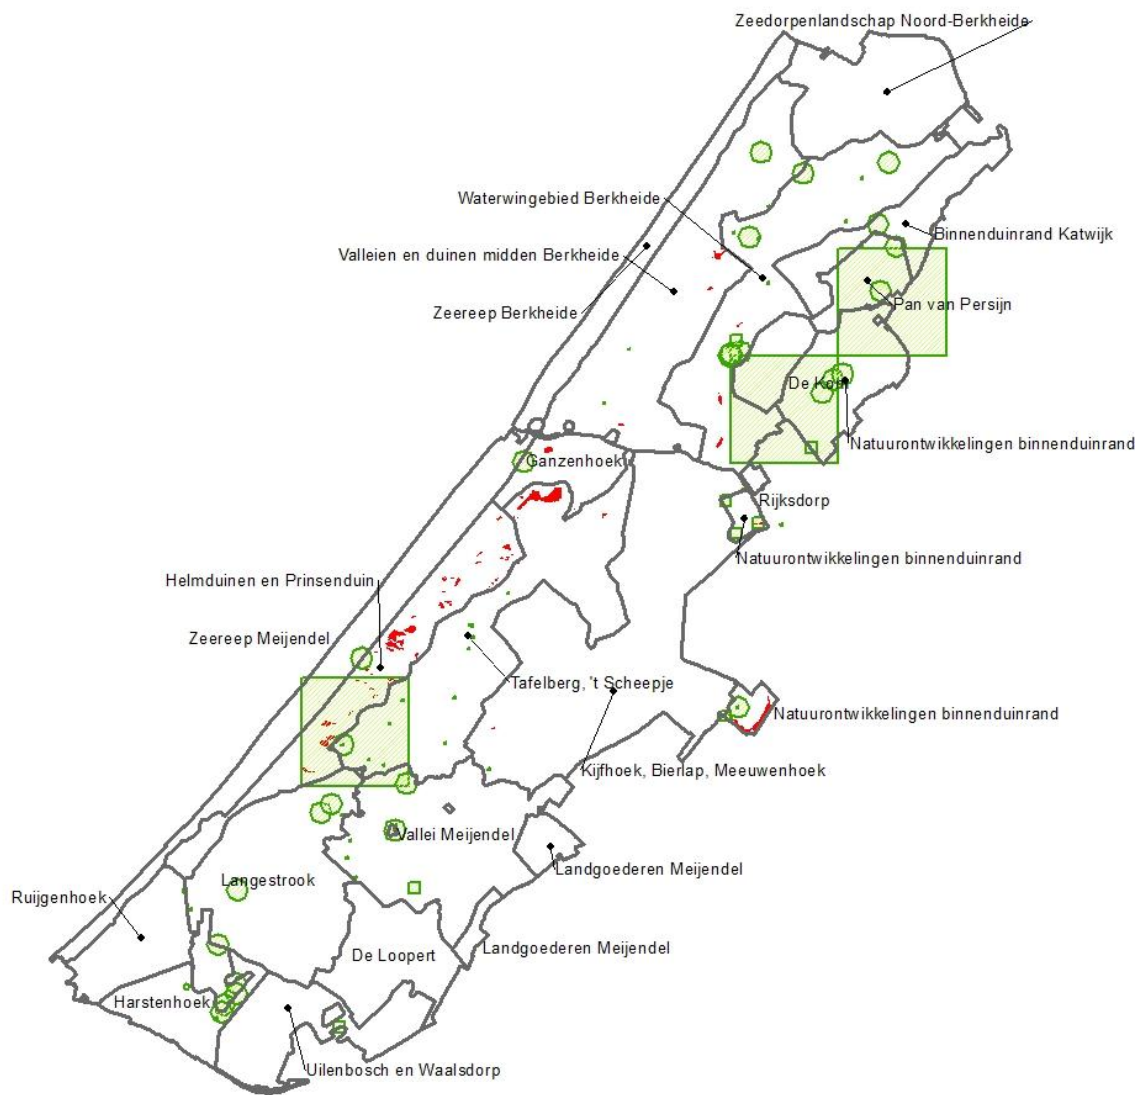 Zeedorpenlandschap Noord-Berkheide
Waterwingebied Berkheide
Binnenduinrand Katwijk
Valleien en duinen midden Berkheide
Zeereep Berkheide
Pan van Persijn
De Kom
Natuurontwikkelingen binnenduinrand
Ganzenhoek
Rijksdorp
Natuurontwikkelingen binnenduinrand
Helmduinen en Prinsenduin
Zeereep Meijendel
Tafelberg, 't Scheepje
Natuurontwikkelingen binnenduinrand
Kijfhoek, Bierlap, Meeuwenhoek
Vallei Meijendel
Landgoederen Meijendel
Langestrook
Ruijgenhoek
Landgoederen Meijendel
De Loopert
Harstenhoek
Uilenbosch en Waalsdorp